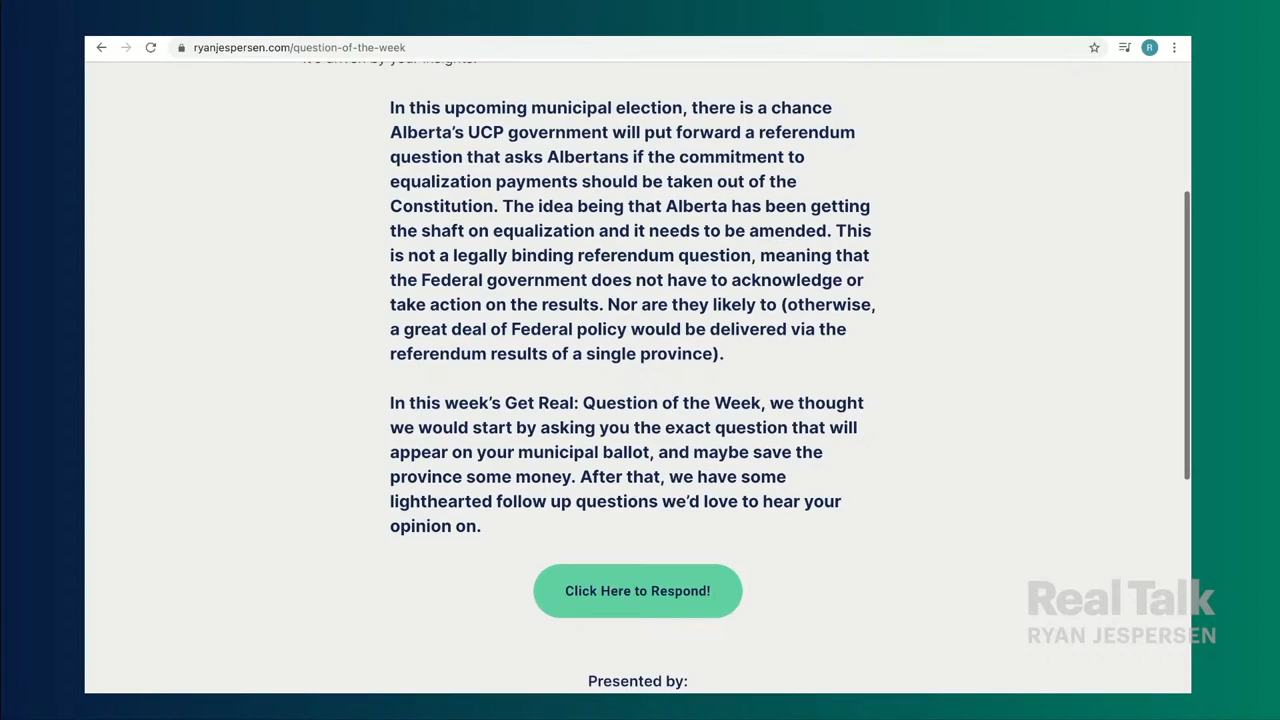 ryanjespersen.com/question-of-the-week
R
it's driven by your insights.
In this upcoming municipal election, there is a chance
Alberta's UCP government will put forward a referendum
question that asks Albertans if the commitment to
equalization payments should be taken out of the
Constitution. The idea being that Alberta has been getting
the shaft on equalization and it needs to be amended. This
is not a legally binding referendum question, meaning that
the Federal government does not have to acknowledge or
take action on the results. Nor are they likely to (otherwise,
a great deal of Federal policy would be delivered via the
referendum results of a single province).
In this week's Get Real: Question of the Week, we thought
we would start by asking you the exact question that will
appear on your municipal ballot, and maybe save the
province some money. After that, we have some
lighthearted follow up questions we'd love to hear your
opinion on.
Click Here to Respond!
Real Talk
RYAN JESPERSEN
Presented by: